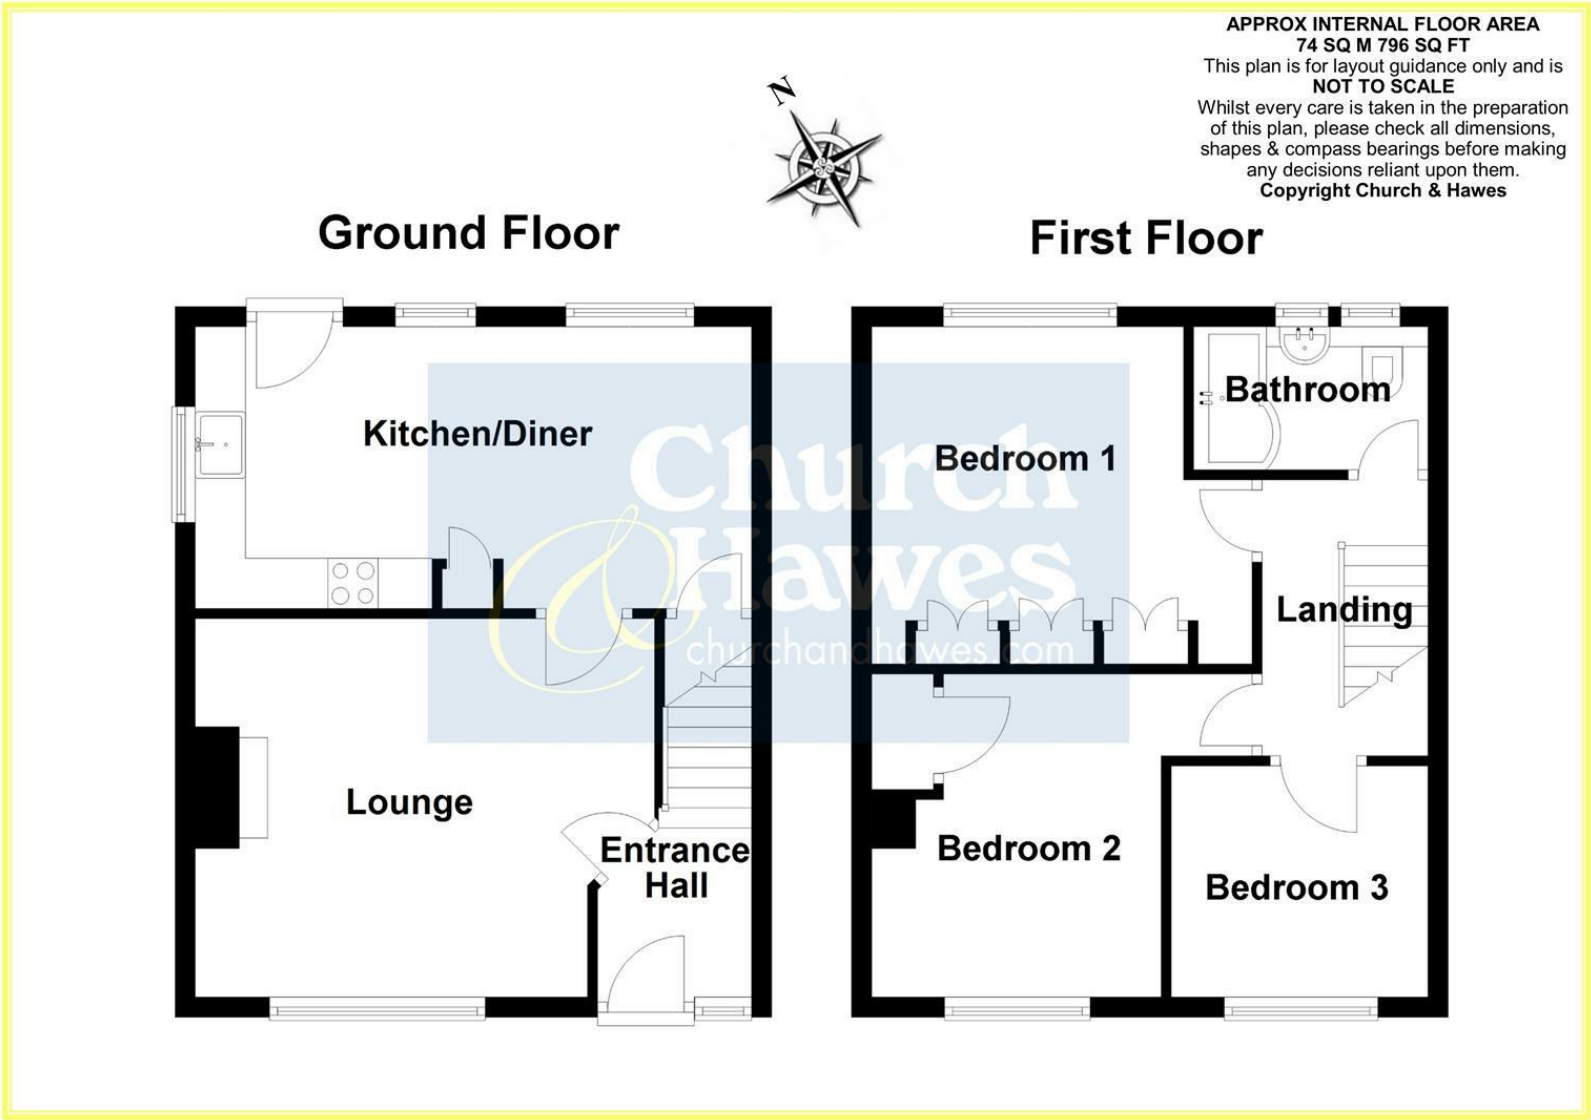 APPROX INTERNAL FLOOR AREA
74 SQ M 796 SQ FT
This plan is for layout guidance only and is
NOT TO SCALE
Whilst every care is taken in the preparation
of this plan, please check all dimensions,
shapes & compass bearings before making
any decisions reliant upon them.
Copyright Church & Hawes
N
Ground Floor
First Floor
Kitchen/Diner
Lounge
Entrance
Hall
Bathroom
Bedroom 1
Landing
Bedroom 2
Bedroom 3
Church
& Hawes
churchandhawes.com